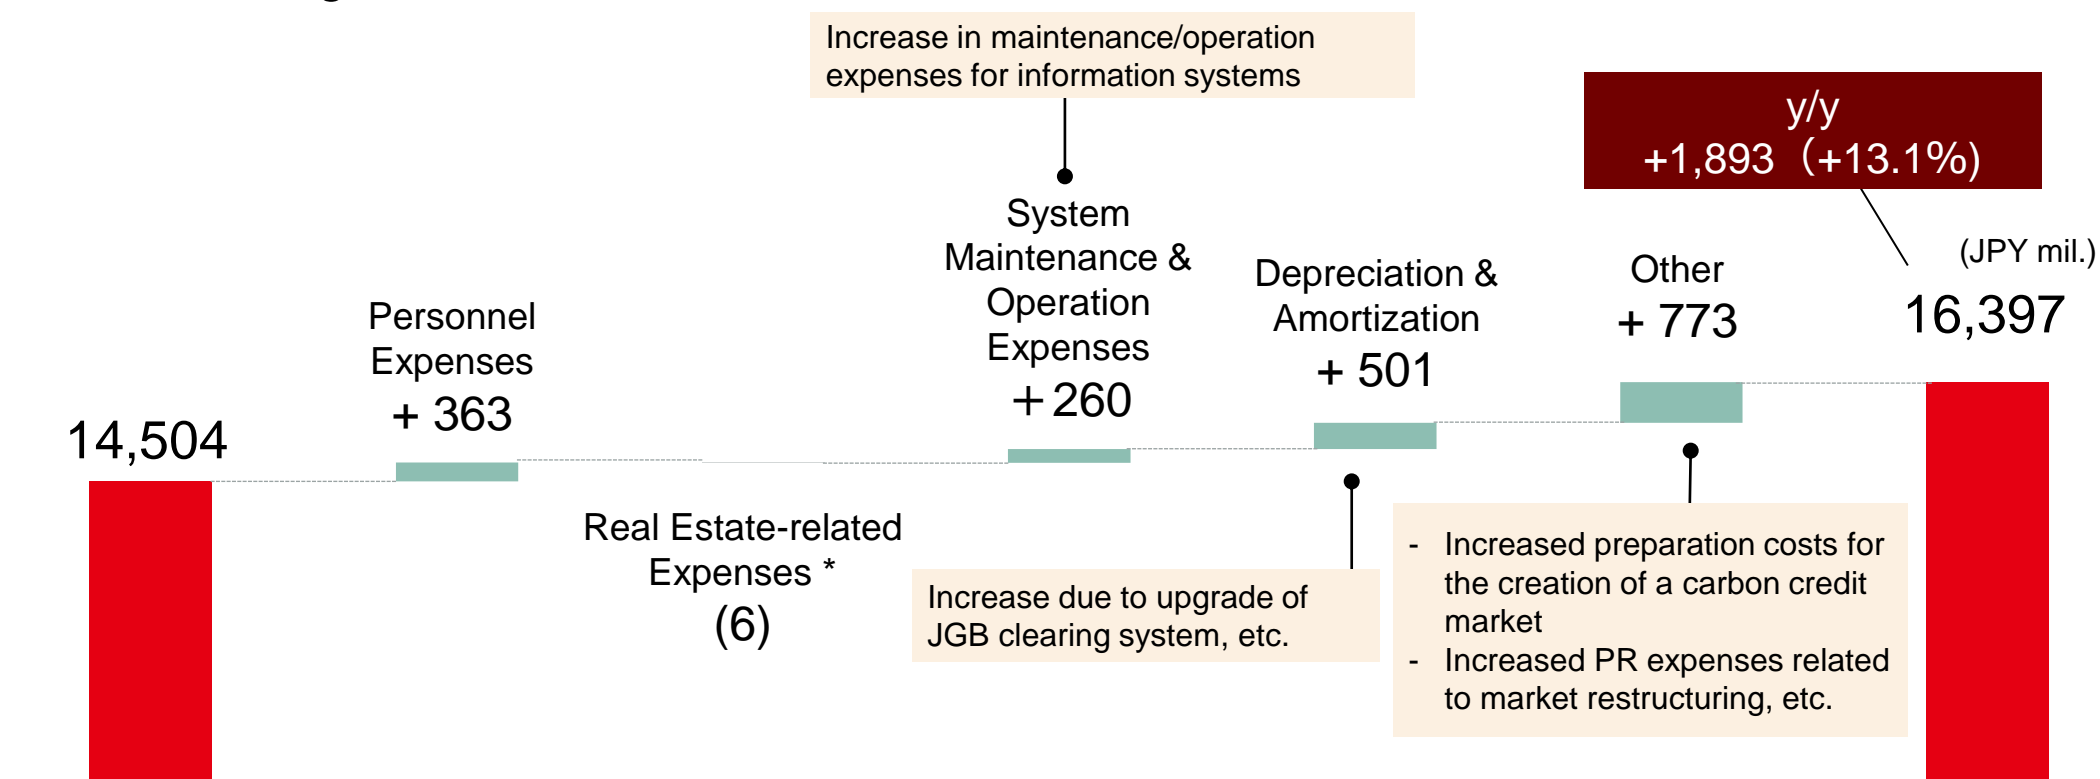 Increase in maintenance/operation
expenses for information systems
y/y
+1,893（+13.1%）
(JPY mil.)
System
Maintenance &
Operation
Expenses
＋260
Depreciation &
Amortization
+ 501
Other
+ 773
16,397
Personnel
Expenses
+ 363
14,504
Real Estate-related
Expenses *
(6)
Increase due to upgrade of
JGB clearing system, etc.
- Increased preparation costs for
the creation of a carbon credit
market
- Increased PR expenses related
to market restructuring, etc.